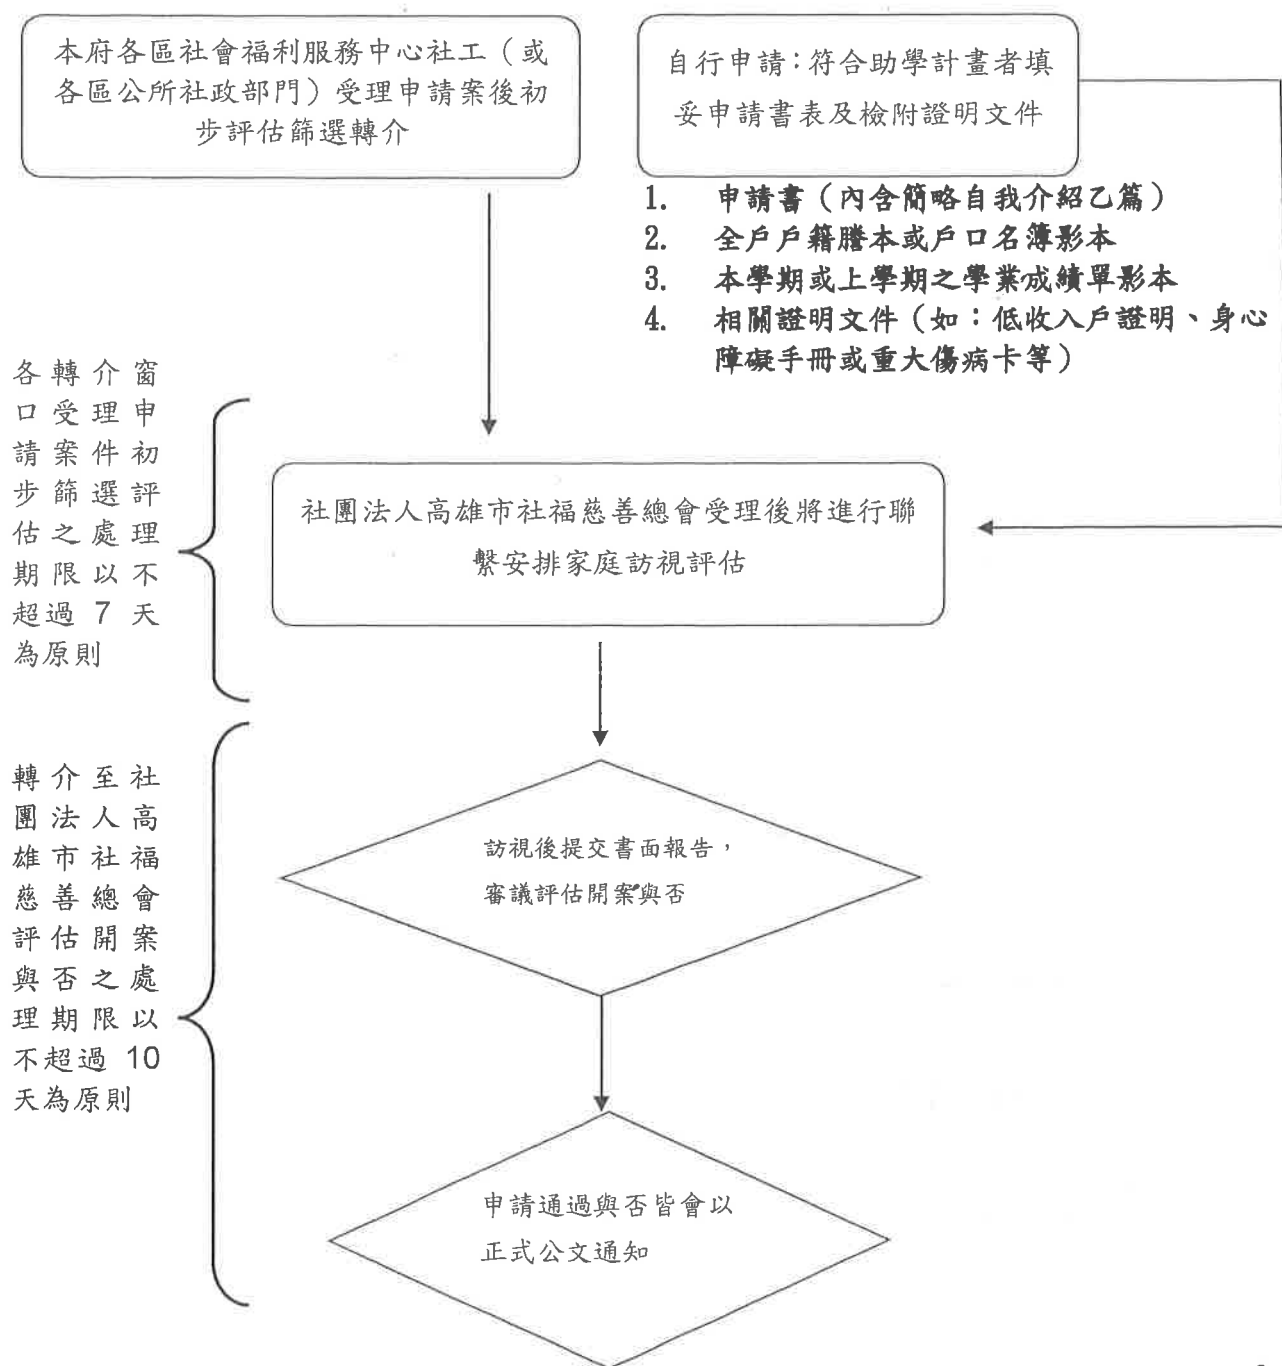 本府各區社會福利服務中心社工（或
各區公所社政部門）受理申請案後初
步評估篩選轉介
自行申請：符合助學計畫者填
妥申請書表及檢附證明文件
1. 申請書（內含簡略自我介紹乙篇）
2. 全戶戶籍謄本或戶口名簿影本
3. 本學期或上學期之學業成績單影本
4. 相關證明文件（如：低收入戶證明、身心
障礙手冊或重大傷病卡等）
各轉介窗
口受理申
請案件初
步篩選評
估之處理
期限以不
超過 7 天
為原則
社團法人高雄市社福慈善總會受理後將進行聯
繫安排家庭訪視評估
轉介至社
團法人高
雄市社福
慈善總會
評估開案
與否之處
理期限以
不超過 10
天為原則
訪視後提交書面報告，
審議評估開案與否
申請通過與否皆會以
正式公文通知